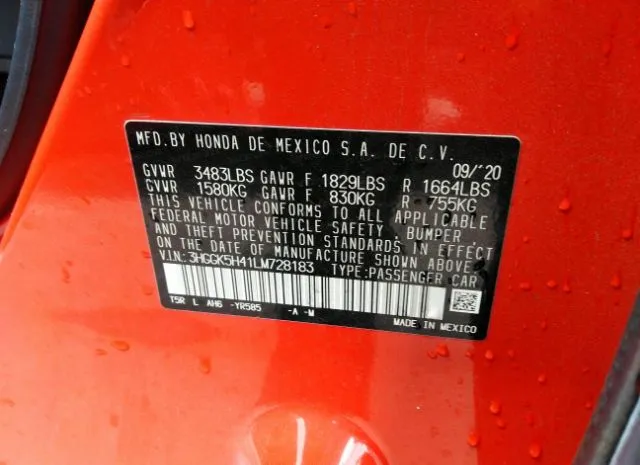 MFD.BY HONDA DE MEXICO S.A. DE C.V.
09/'20
GVWR 3483LBS GAWR F 1829LBS R 1664LBS
GVWR 1580KG GAWR F 830KG R 755KG
THIS VEHICLE CONFORMS TO ALL APPLICABLE
FEDERAL MOTOR VEHICLE SAFETY, BUMPER,
AND THEFT PREVENTION STANDARDS IN EFFECT
ON THE DATE OF MANUFACTURE SHOWN ABOVE.
V.I.N: 3HGGK5H41LM728183 TYPE:PASSENGER CAR
T5R L AH6 -YR585 -A -M
MADE IN MEXICO